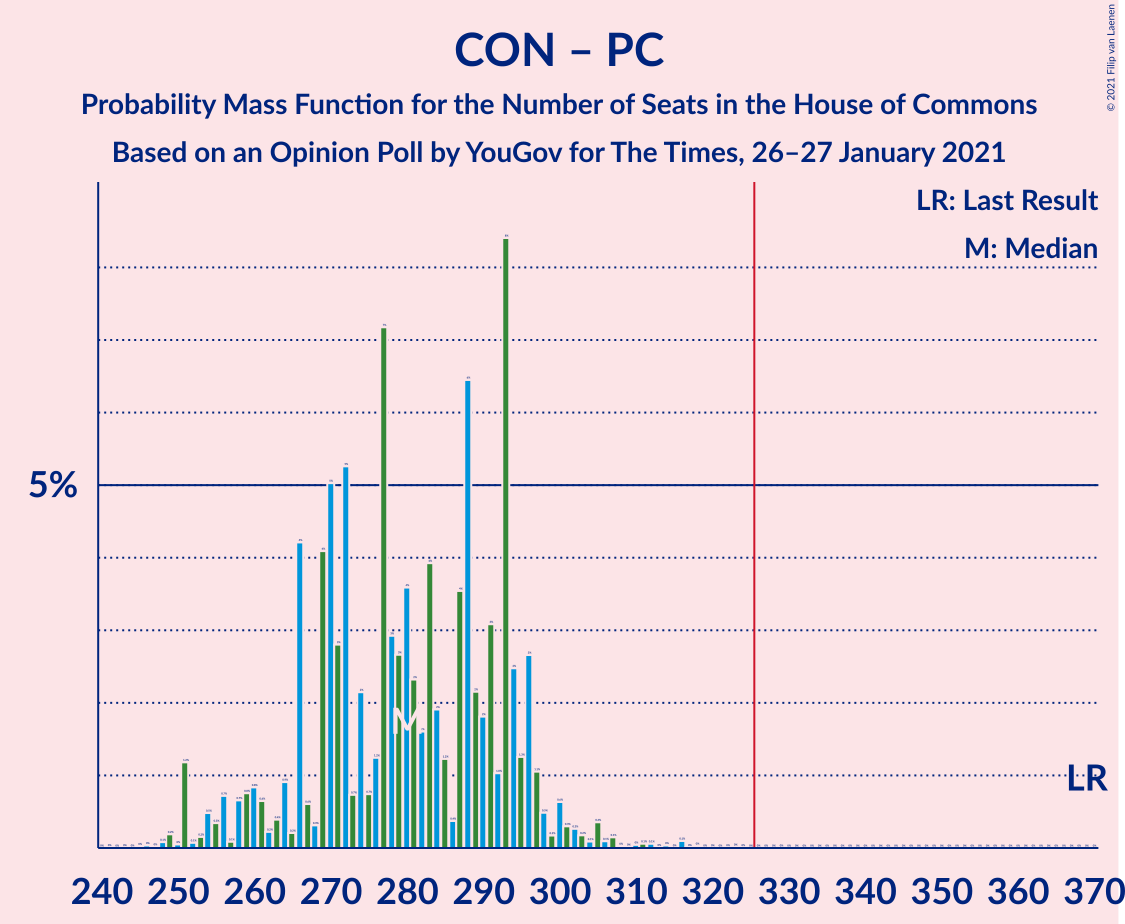 CON – PC
Probability Mass Function for the Number of Seats in the House of Commons
Based on an Opinion Poll by YouGov for The Times, 26–27 January 2021
© 2021 Filip van Laenen
LR: Last Result
M: Median
5%
M
LR
240 250 260 270 280 290 300 310 320 330 340 350 360 370